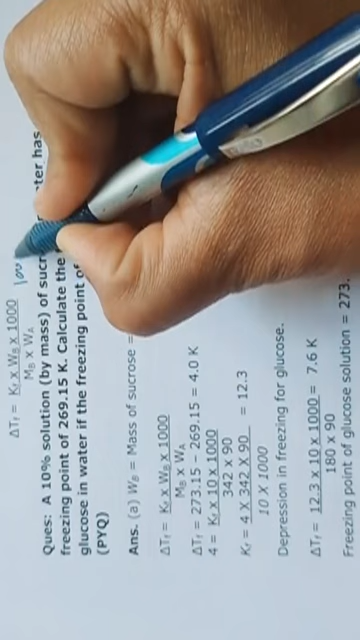 ΔTf = Kf x WB x 1000
MB x WA
Ques: A 10% solution (by mass) of sucr ter has
freezing point of 269.15 K. Calculate the
glucose in water if the freezing point of
(PYQ)
Ans. (a) WB = Mass of sucrose =
ΔTf = Kf x WB x 1000
MB x WA
ΔTf = 273.15 - 269.15 = 4.0 K
4 = Kf x 10 x 1000
342 x 90
Kf = 4 X 342 X 90 = 12.3
10 X 1000
Depression in freezing for glucose.
ΔTf = 12.3 x 10 x 1000 = 7.6 K
180 x 90
Freezing point of glucose solution = 273.